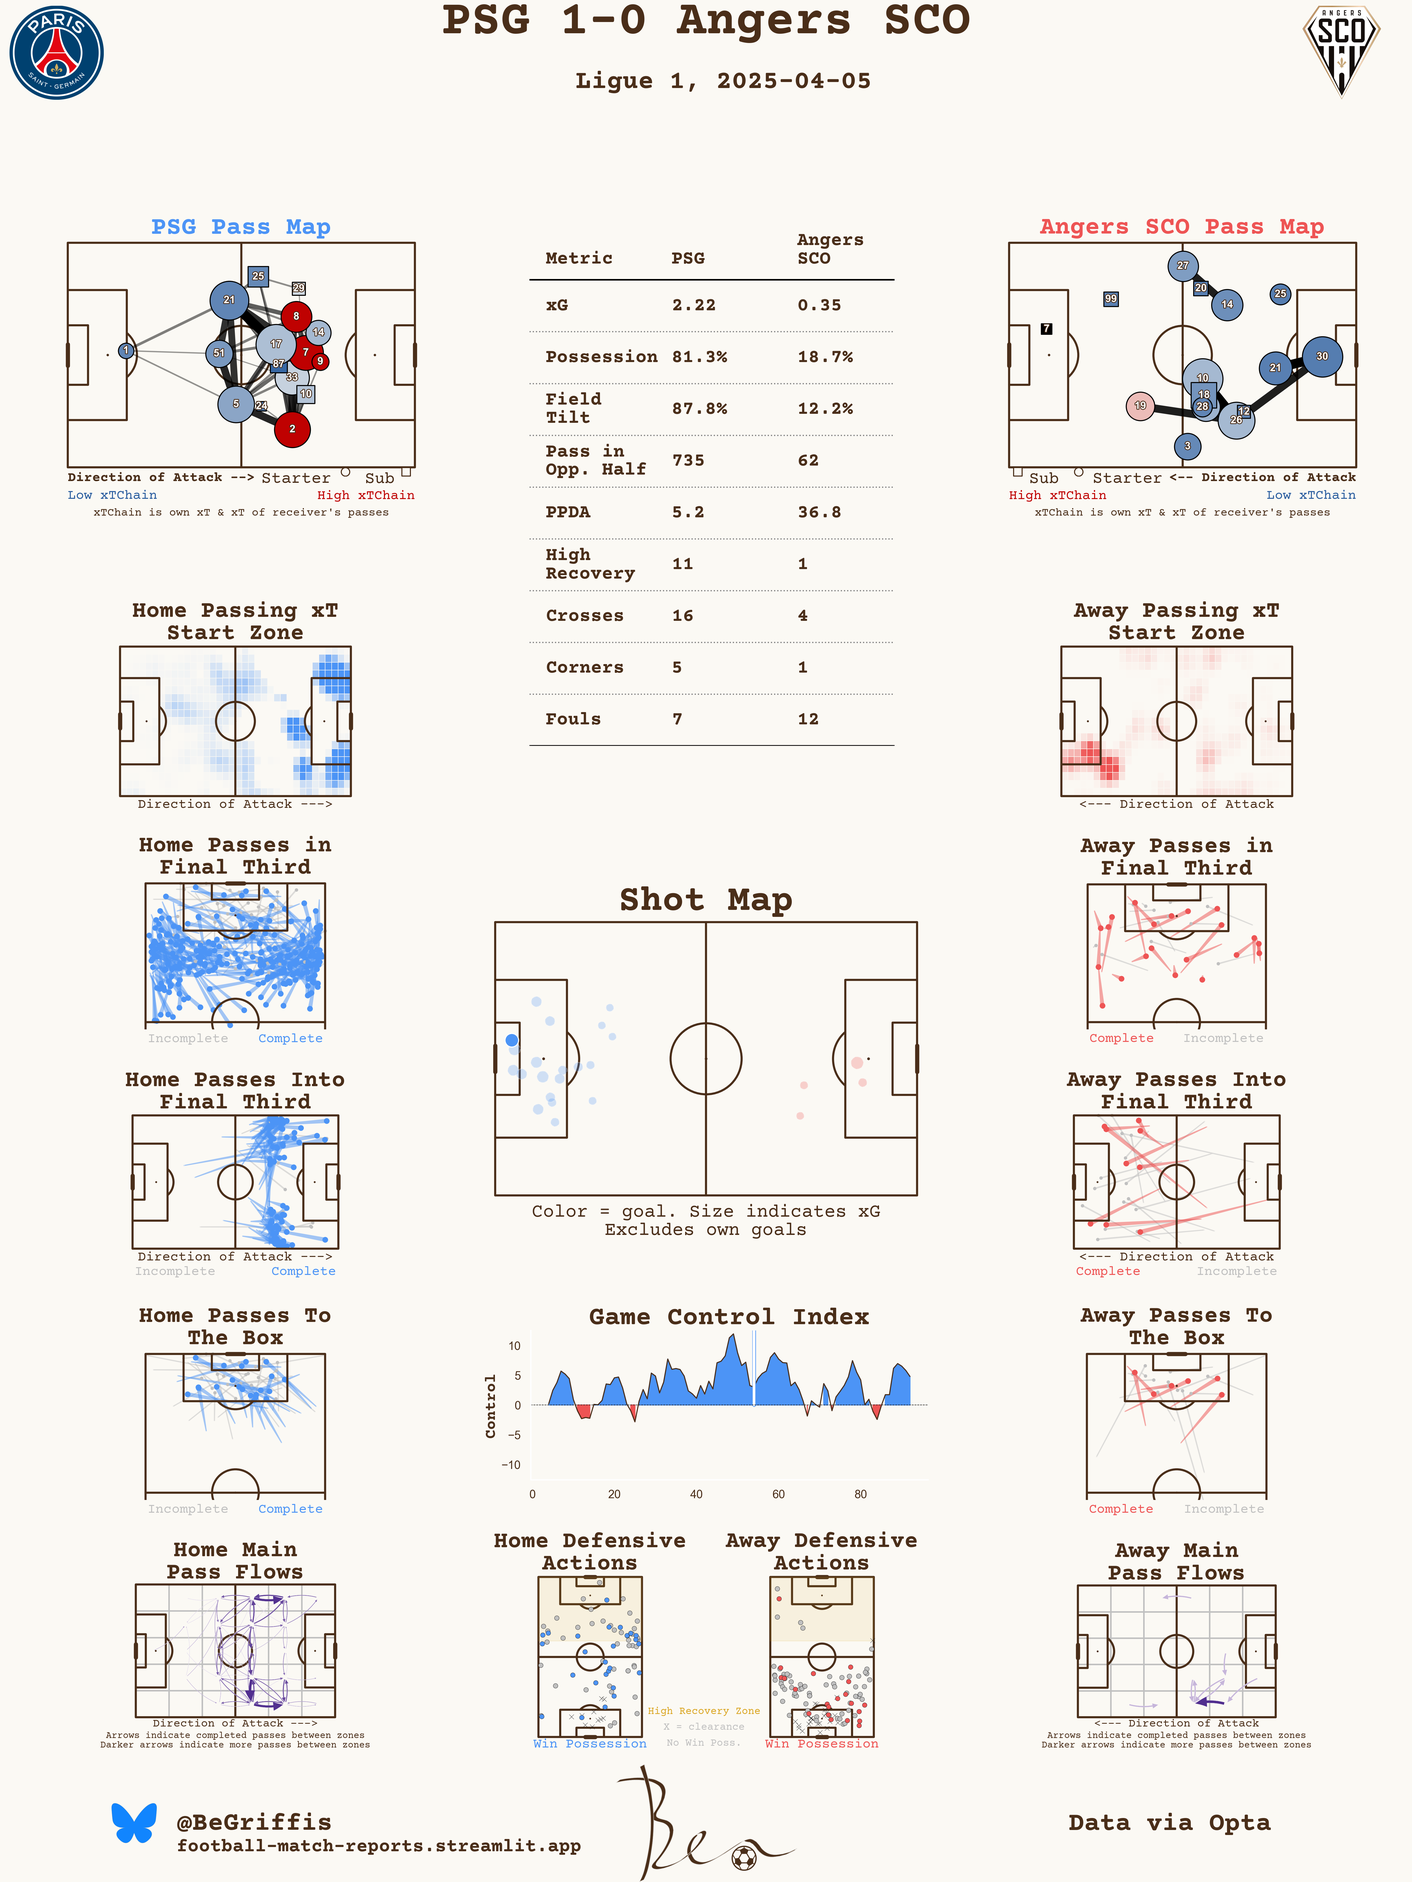 PSG 1-0 Angers SCO
Ligue 1, 2025-04-05
PARIS
SAINT-GERMAIN
ANGERS
SCO
PSG Pass Map
25
29
21
8
14
17
7
1
51
9
87
33
10
5
24
2
Direction of Attack --> Starter Sub
Low xTChain High xTChain
xTChain is own xT & xT of receiver's passes
Metric PSG Angers SCO
xG 2.22 0.35
Possession 81.3% 18.7%
Field Tilt 87.8% 12.2%
Pass in Opp. Half 735 62
PPDA 5.2 36.8
High Recovery 11 1
Crosses 16 4
Corners 5 1
Fouls 7 12
Angers SCO Pass Map
27
20
25
99
14
7
30
21
10
18
19
28
12
26
3
Sub Starter <-- Direction of Attack
High xTChain Low xTChain
xTChain is own xT & xT of receiver's passes
Home Passing xT
Start Zone
Direction of Attack --->
Away Passing xT
Start Zone
<--- Direction of Attack
Home Passes in
Final Third
Incomplete Complete
Away Passes in
Final Third
Complete Incomplete
Shot Map
Color = goal. Size indicates xG
Excludes own goals
Home Passes Into
Final Third
Direction of Attack --->
Incomplete Complete
Away Passes Into
Final Third
<--- Direction of Attack
Complete Incomplete
Home Passes To
The Box
Incomplete Complete
Game Control Index
Control
10
5
0
−5
−10
0 20 40 60 80
Away Passes To
The Box
Complete Incomplete
Home Main
Pass Flows
Direction of Attack --->
Arrows indicate completed passes between zones
Darker arrows indicate more passes between zones
Home Defensive
Actions
Win Possession
High Recovery Zone
X = clearance
No Win Poss.
Away Defensive
Actions
Win Possession
Away Main
Pass Flows
<--- Direction of Attack
Arrows indicate completed passes between zones
Darker arrows indicate more passes between zones
@BeGriffis
football-match-reports.streamlit.app
Ben
Data via Opta